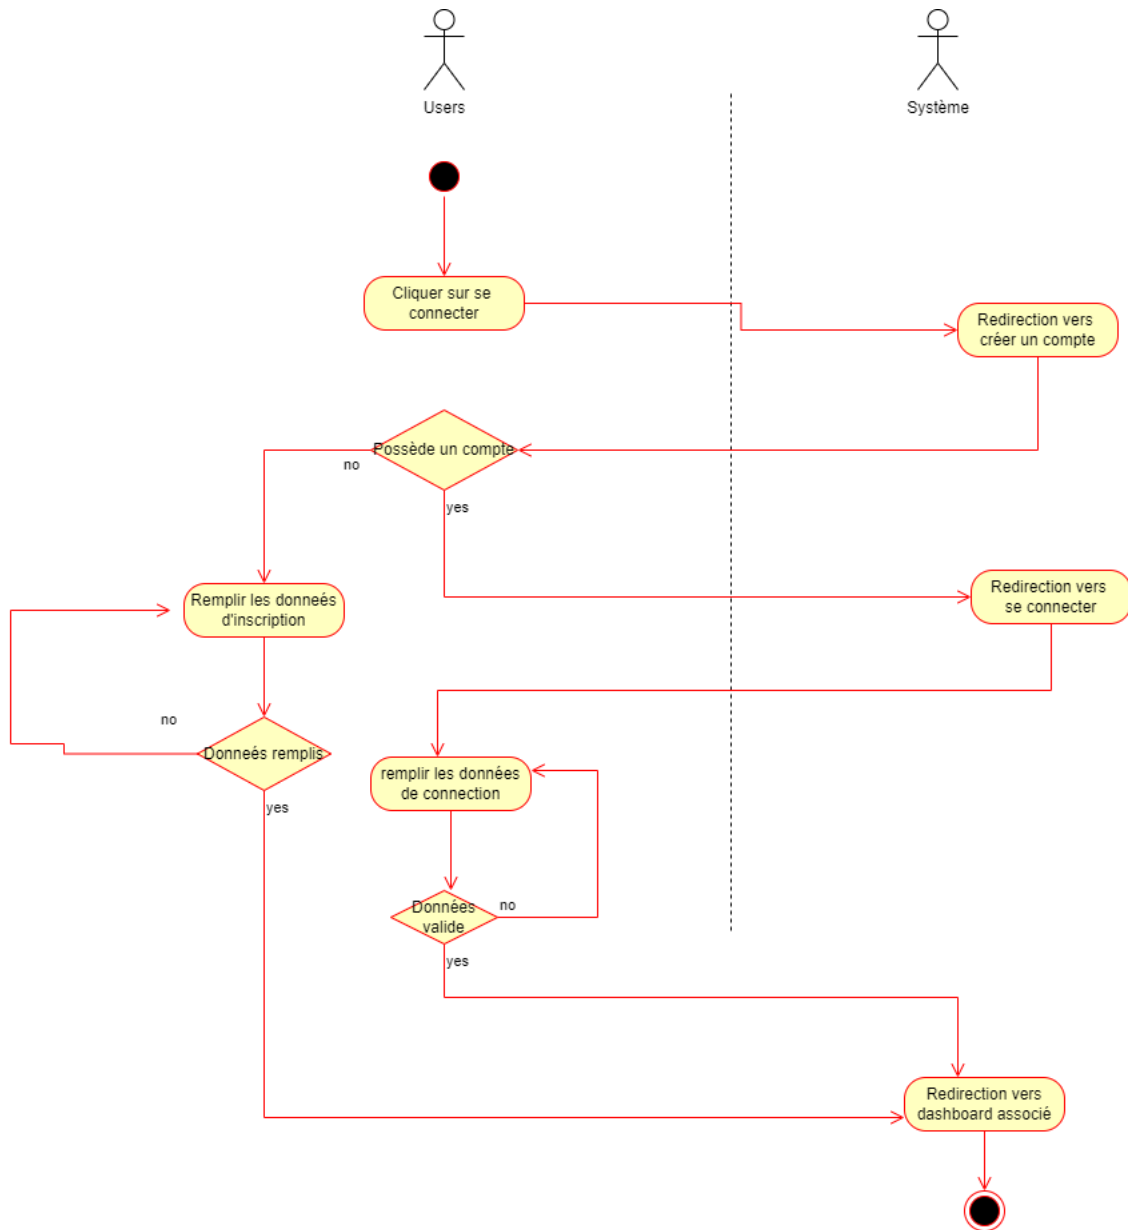 Users
Système
Cliquer sur se
connecter
Redirection vers
créer un compte
Possède un compte
no
yes
Redirection vers
se connecter
Remplir les donneés
d'inscription
no
Donneés remplis
yes
remplir les données
de connection
Données
valide
no
yes
Redirection vers
dashboard associé